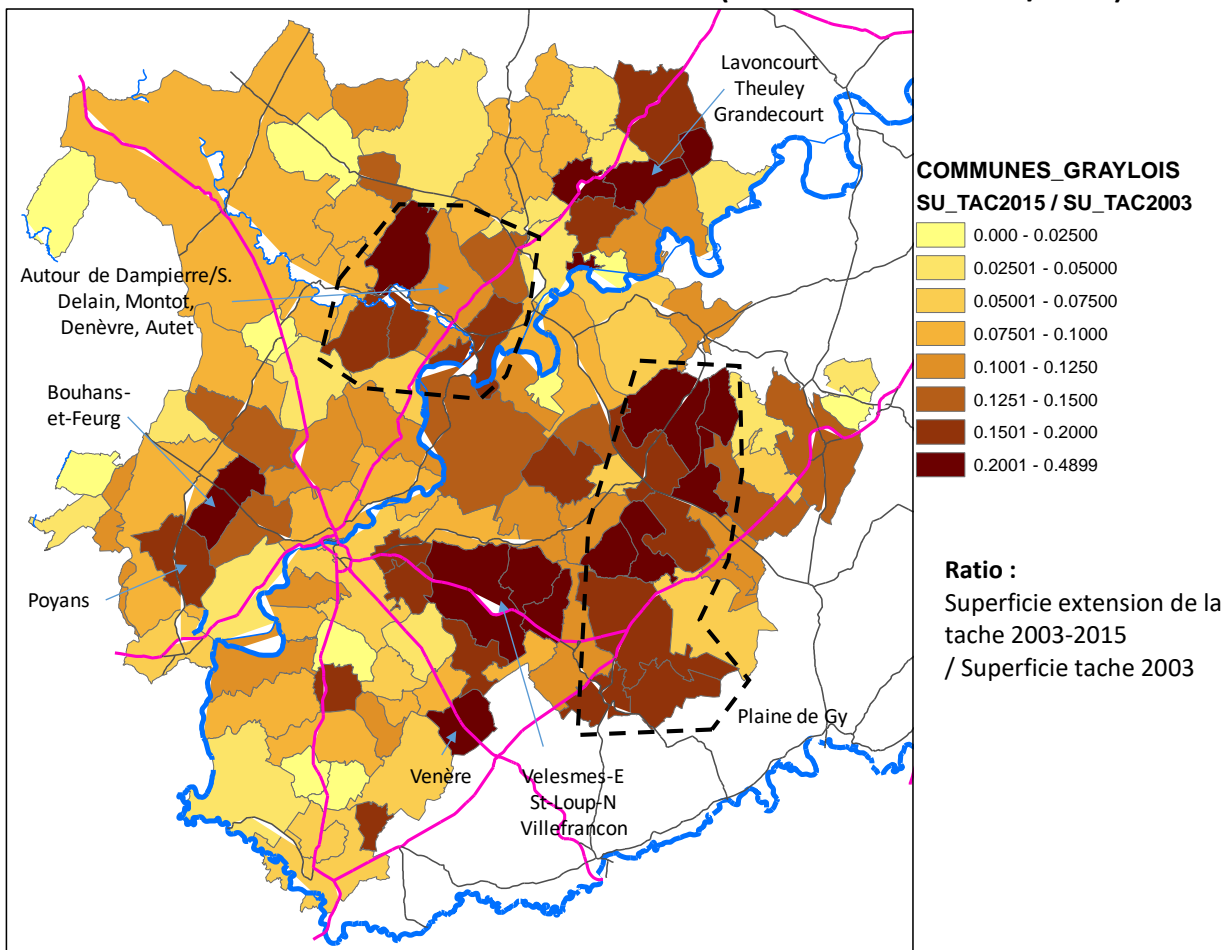 Lavoncourt
Theuley
Grandecourt
Autour de Dampierre/S.
Delain, Montot,
Denèvre, Autet
Bouhans-
et-Feurg
Poyans
Venère
Velesmes-E
St-Loup-N
Villefrancon
Plaine de Gy
COMMUNES_GRAYLOIS
SU_TAC2015 / SU_TAC2003
0.000 - 0.02500
0.02501 - 0.05000
0.05001 - 0.07500
0.07501 - 0.1000
0.1001 - 0.1250
0.1251 - 0.1500
0.1501 - 0.2000
0.2001 - 0.4899
Ratio :
Superficie extension de la
tache 2003-2015
/ Superficie tache 2003